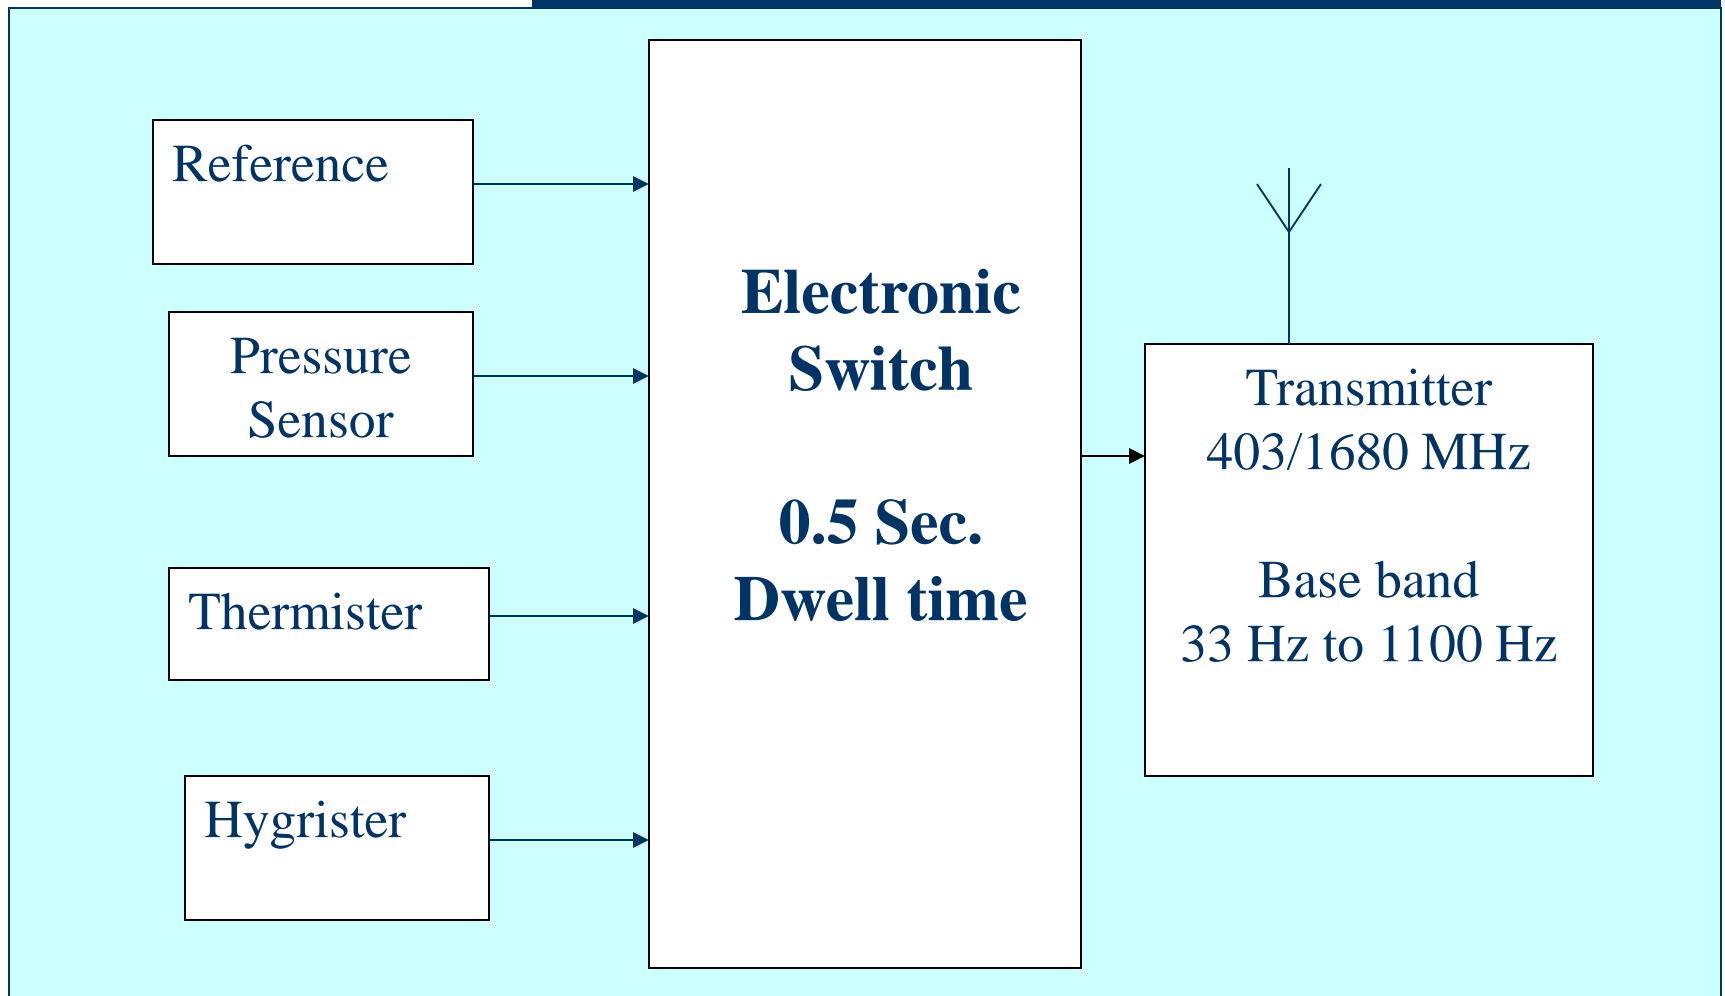 Reference
Pressure
Sensor
Thermister
Hygrister
Electronic
Switch
0.5 Sec.
Dwell time
Transmitter
403/1680 MHz
Base band
33 Hz to 1100 Hz